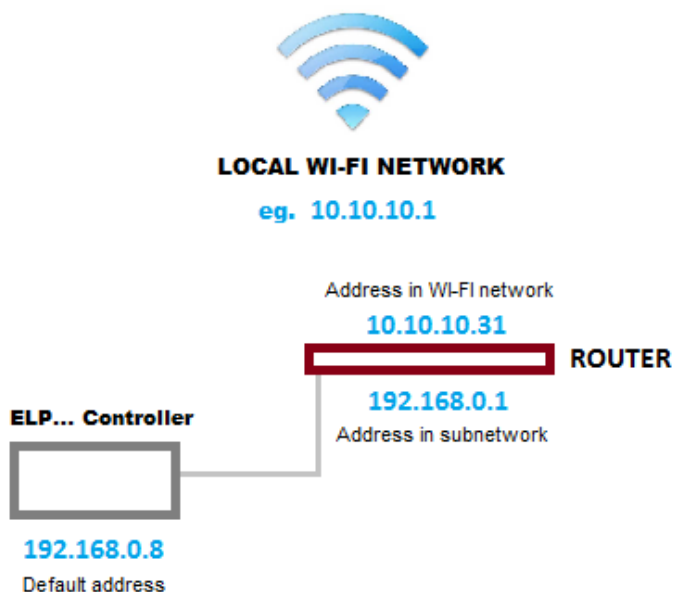 LOCAL WI-FI NETWORK
eg. 10.10.10.1
Address in WI-FI network
10.10.10.31
ROUTER
192.168.0.1
Address in subnetwork
ELP... Controller
192.168.0.8
Default address